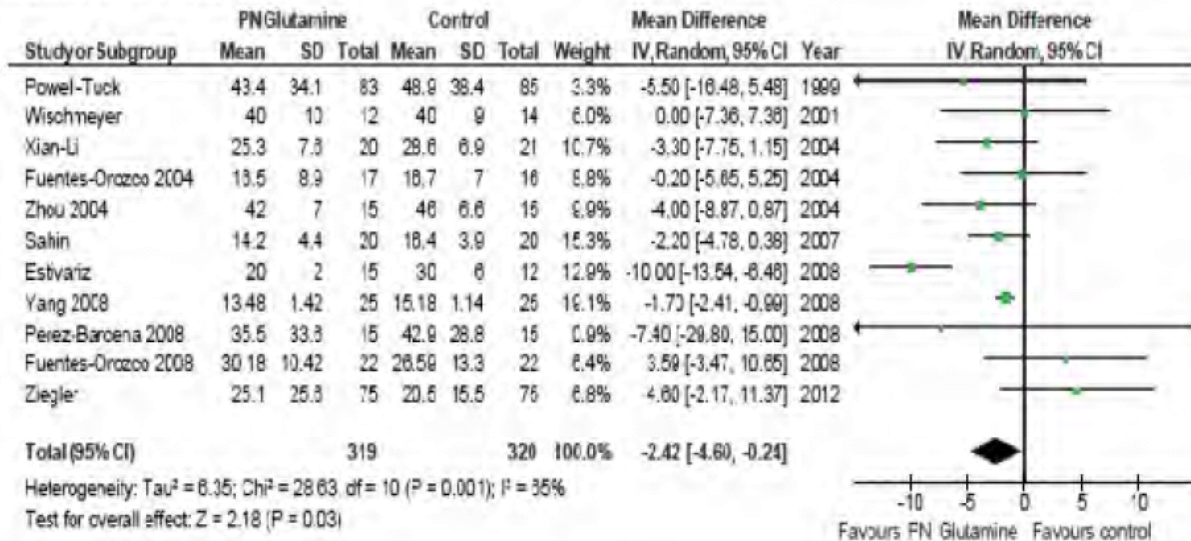 PN Glutamine Control Mean Difference Mean Difference
Study or Subgroup Mean SD Total Mean SD Total Weight IV, Random, 95% CI Year IV, Random, 95% CI
Powel-Tuck 43.4 34.1 83 48.9 38.4 85 3.3% -5.50 [-16.48, 5.48] 1999
Wischmeyer 40 10 12 40 9 14 6.0% 0.00 [-7.36, 7.36] 2001
Xian-Li 25.3 7.6 20 28.6 6.9 21 10.7% -3.30 [-7.75, 1.15] 2004
Fuentes-Orozco 2004 16.5 8.9 17 16.7 7 16 8.8% -0.20 [-5.65, 5.25] 2004
Zhou 2004 42 7 15 46 6.6 15 9.9% -4.00 [-8.87, 0.87] 2004
Sahin 14.2 4.4 20 16.4 3.9 20 15.3% -2.20 [-4.78, 0.38] 2007
Estivariz 20 2 15 30 6 12 12.9% -10.00 [-13.54, -6.46] 2008
Yang 2008 13.48 1.42 25 15.18 1.14 25 19.1% -1.70 [-2.41, -0.99] 2008
Perez-Barcena 2008 35.5 33.6 15 42.9 28.8 15 0.9% -7.40 [-29.80, 15.00] 2008
Fuentes-Orozco 2008 30.18 10.42 22 26.59 13.3 22 6.4% 3.59 [-3.47, 10.65] 2008
Ziegler 25.1 25.6 75 20.5 15.5 75 6.8% 4.60 [-2.17, 11.37] 2012
Total (95% CI) 319 320 100.0% -2.42 [-4.60, -0.24]
Heterogeneity: Tau² = 6.35; Chi² = 28.63, df = 10 (P = 0.001); I² = 65%
Test for overall effect: Z = 2.18 (P = 0.03)
-10 -5 0 5 10
Favours PN Glutamine Favours control